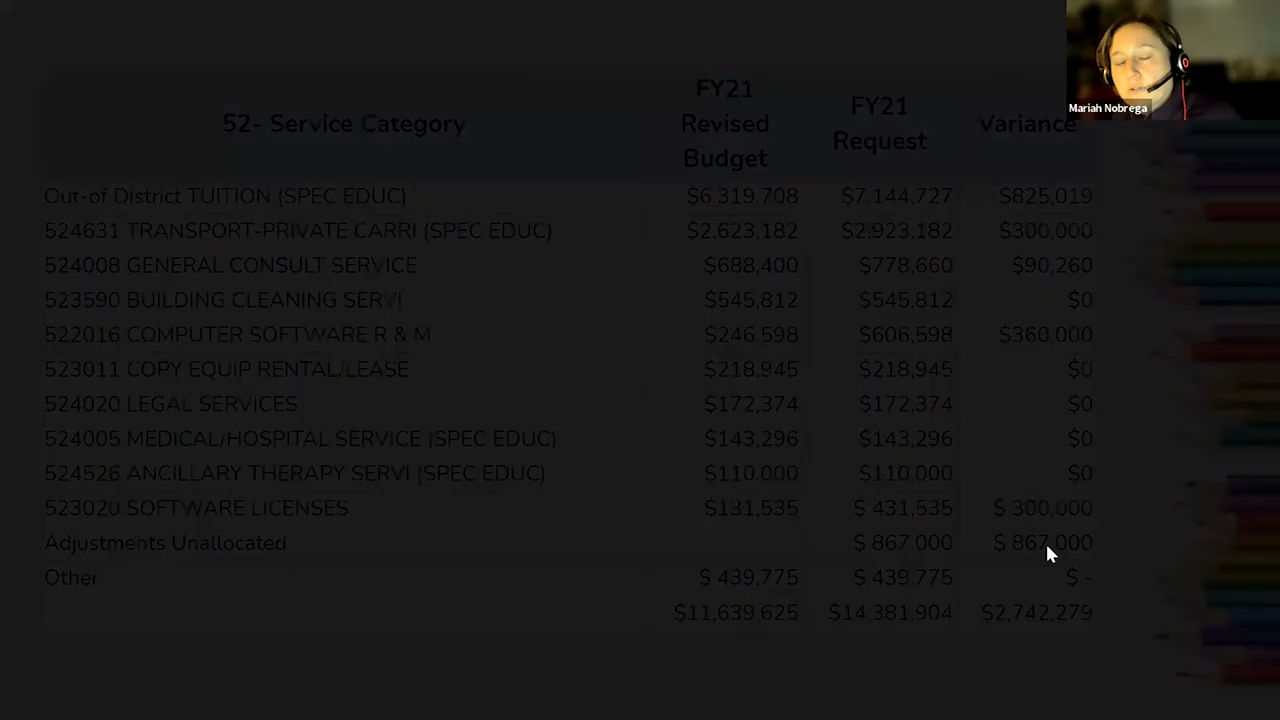 Mariah Nobrega
52- Service Category
FY21 Revised Budget
FY21 Request
Variance
Out-of District TUITION (SPEC EDUC) $6,319,708 $7,144,727 $825,019
524631 TRANSPORT-PRIVATE CARRI (SPEC EDUC) $2,623,182 $2,923,182 $300,000
524008 GENERAL CONSULT SERVICE $688,400 $778,660 $90,260
523590 BUILDING CLEANING SERVI $545,812 $545,812 $0
522016 COMPUTER SOFTWARE R & M $246,598 $606,598 $360,000
523011 COPY EQUIP RENTAL/LEASE $218,945 $218,945 $0
524020 LEGAL SERVICES $172,374 $172,374 $0
524005 MEDICAL/HOSPITAL SERVICE (SPEC EDUC) $143,296 $143,296 $0
524526 ANCILLARY THERAPY SERVI (SPEC EDUC) $110,000 $110,000 $0
523020 SOFTWARE LICENSES $131,535 $ 431,535 $ 300,000
Adjustments Unallocated $ 867,000 $ 867,000
Other $ 439,775 $ 439,775 $ -
$11,639,625 $14,381,904 $2,742,279